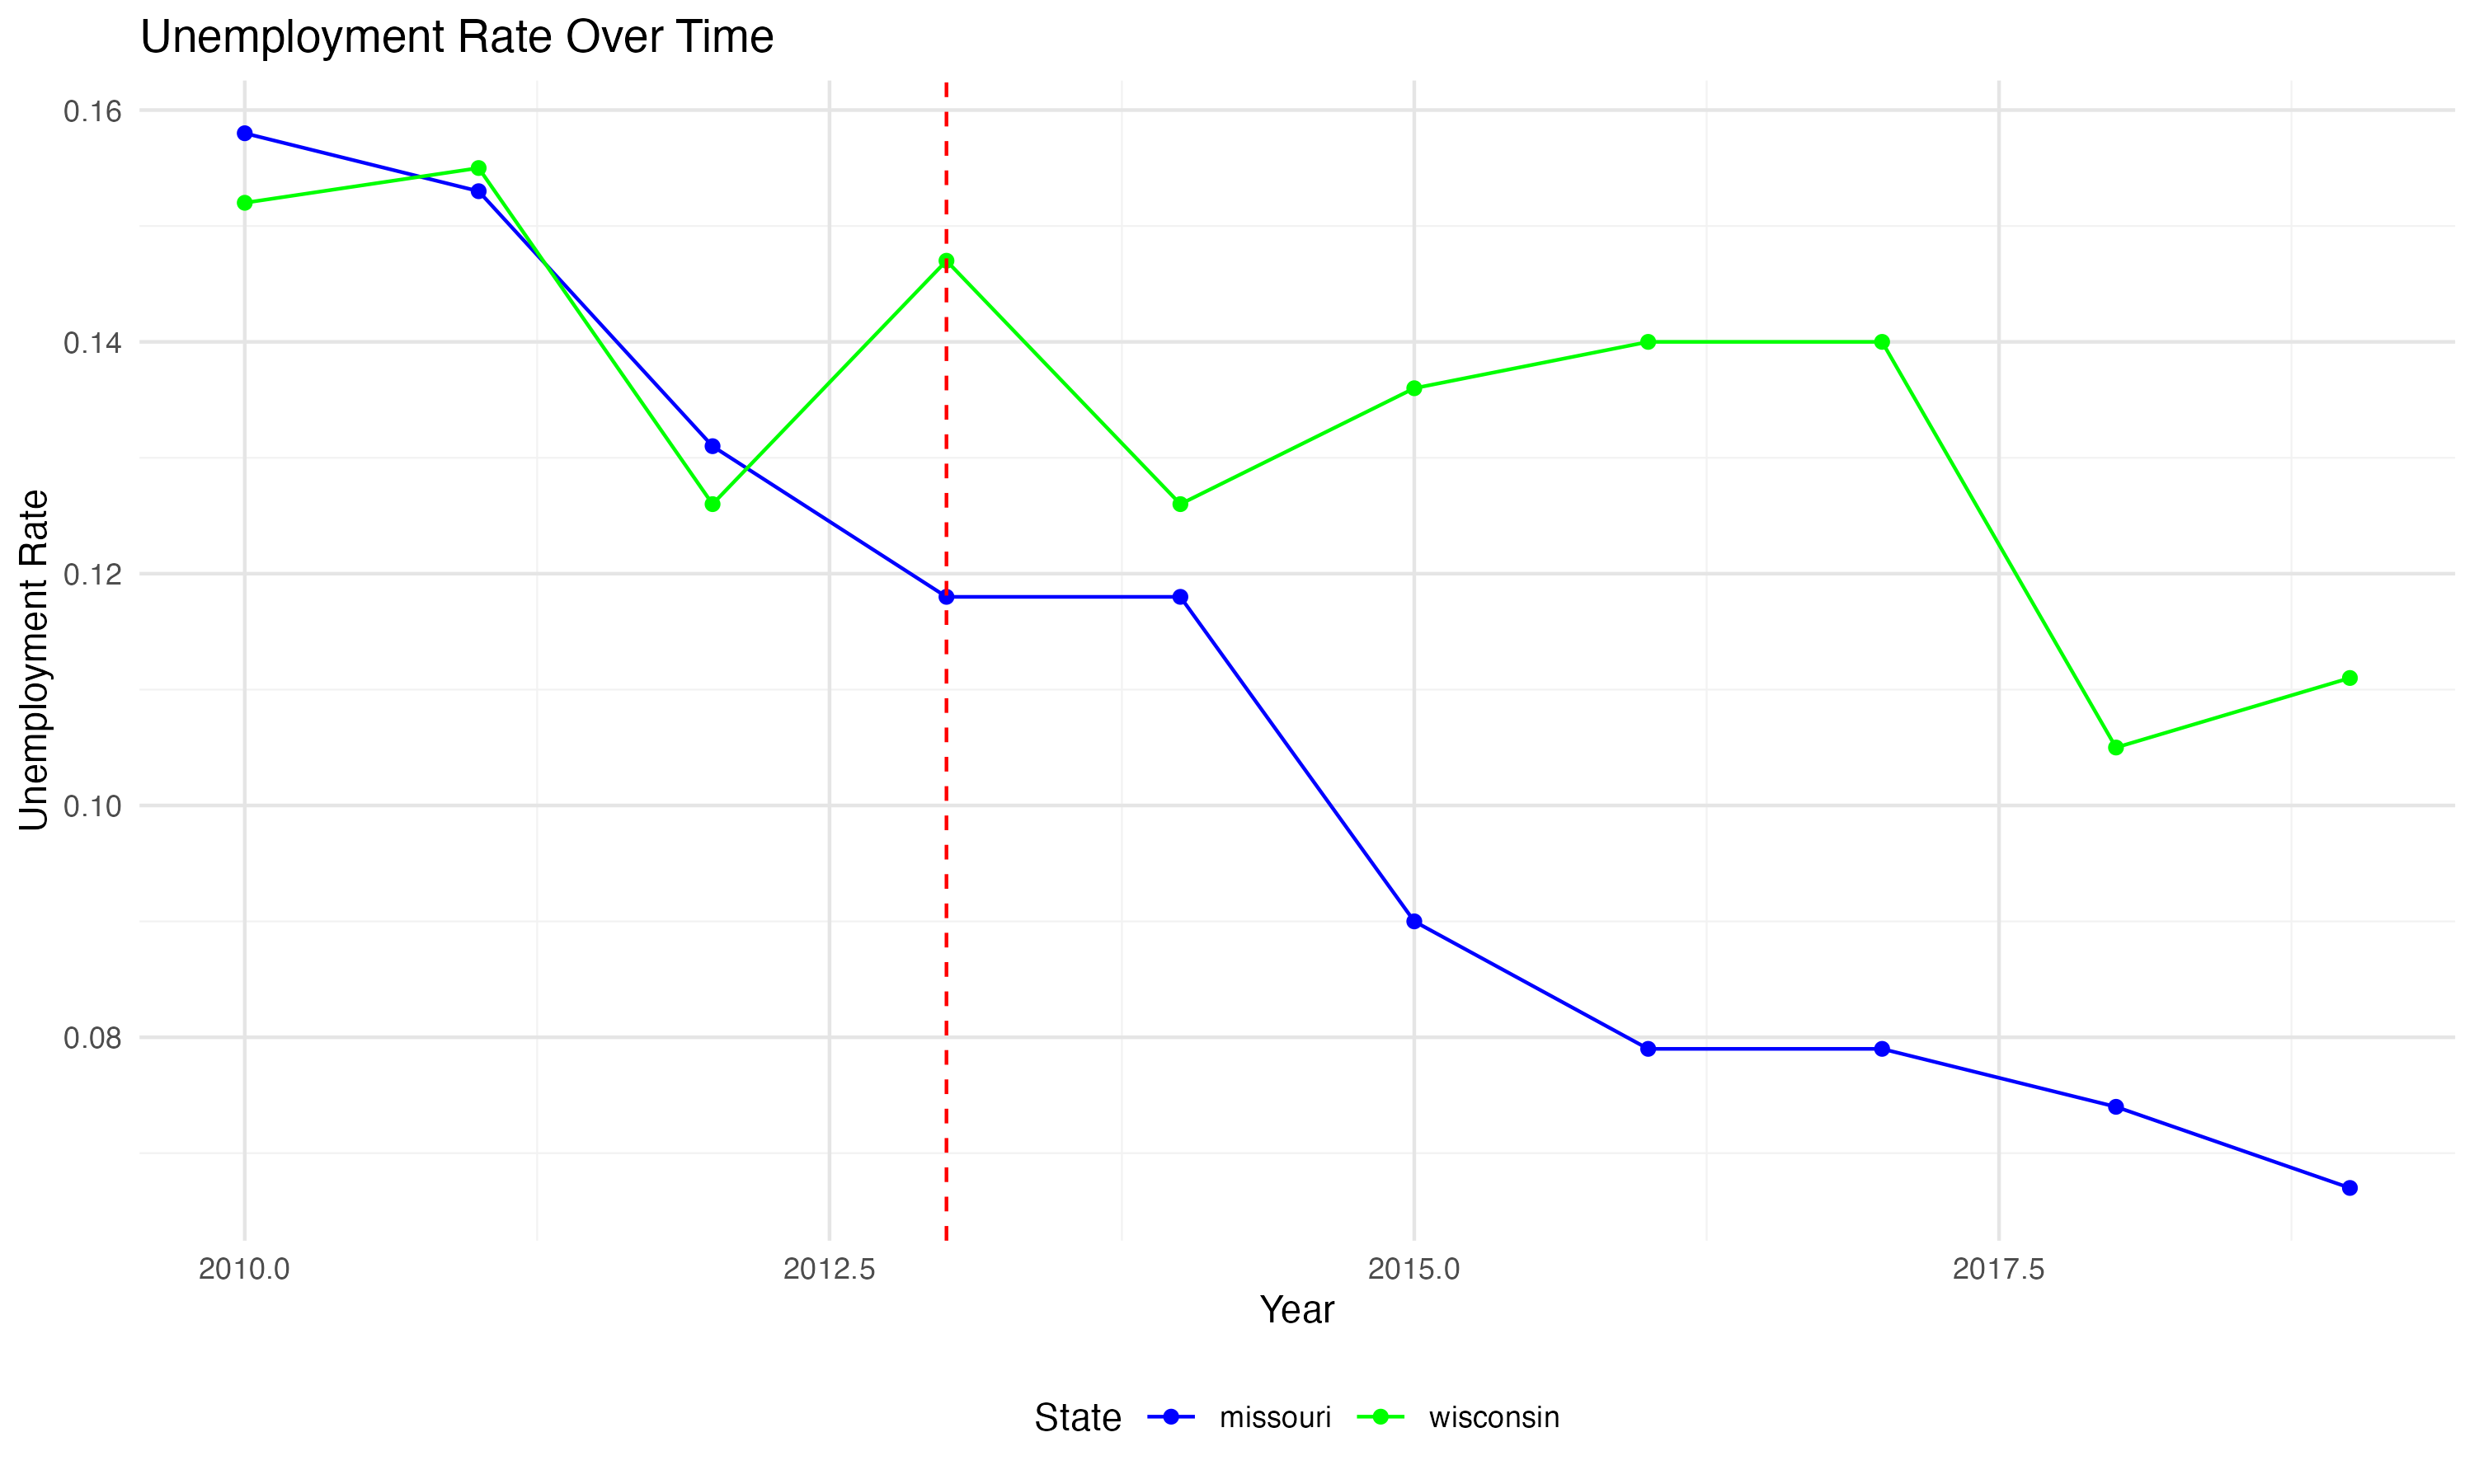 Unemployment Rate Over Time
Unemployment Rate
0.16
0.14
0.12
0.10
0.08
2010.0 2012.5 2015.0 2017.5
Year
State missouri wisconsin